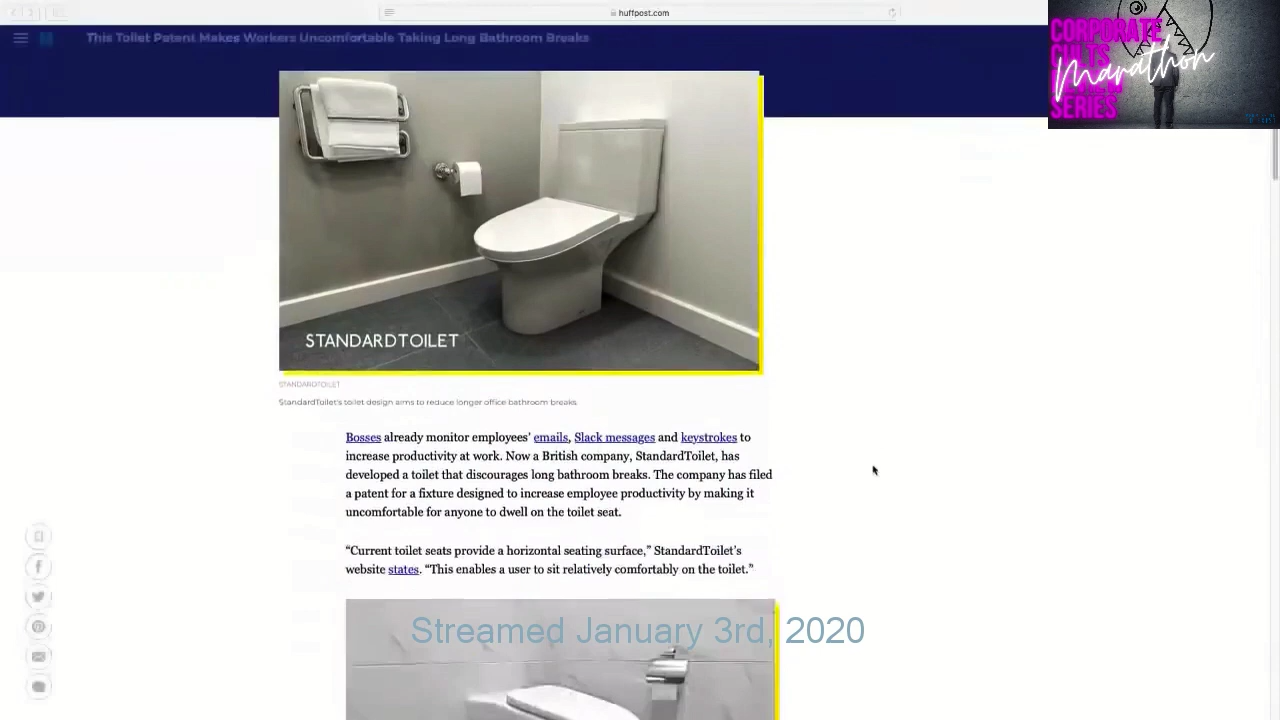 huffpost.com
This Toilet Patent Makes Workers Uncomfortable Taking Long Bathroom Breaks
CORPORATE
CULTS
Marathon
SERIES
STANDARDTOILET
STANDARDTOILET
StandardToilet's toilet design aims to reduce longer office bathroom breaks.
Bosses already monitor employees' emails, Slack messages and keystrokes to
increase productivity at work. Now a British company, StandardToilet, has
developed a toilet that discourages long bathroom breaks. The company has filed
a patent for a fixture designed to increase employee productivity by making it
uncomfortable for anyone to dwell on the toilet seat.
“Current toilet seats provide a horizontal seating surface,” StandardToilet’s
website states. “This enables a user to sit relatively comfortably on the toilet.”
Streamed January 3rd, 2020